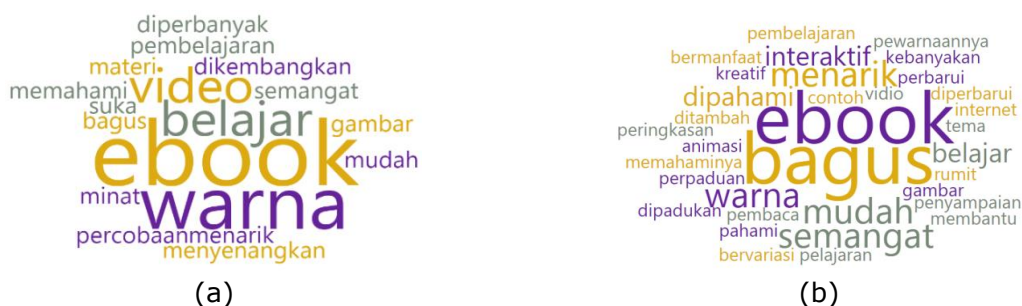 diperbanyak
pembelajaran
materi dikembangkan
video
memahami semangat
suka belajar
bagus gambar
ebook
mudah
minat warna
percobaanmenarik
menyenangkan
(a)
pembelajaran
interaktif pewarnaannya
bermanfaat kebanyakan
kreatif menarik perbarui
dipahami contoh vidio diperbarui
ebook internet
ditambah tema
peringkasan
animasi bagus belajar
memahaminya
perpaduan rumit
warna gambar
dipadukan pembaca mudah penyampaian
membantu
pahami semangat
bervariasi pelajaran
(b)